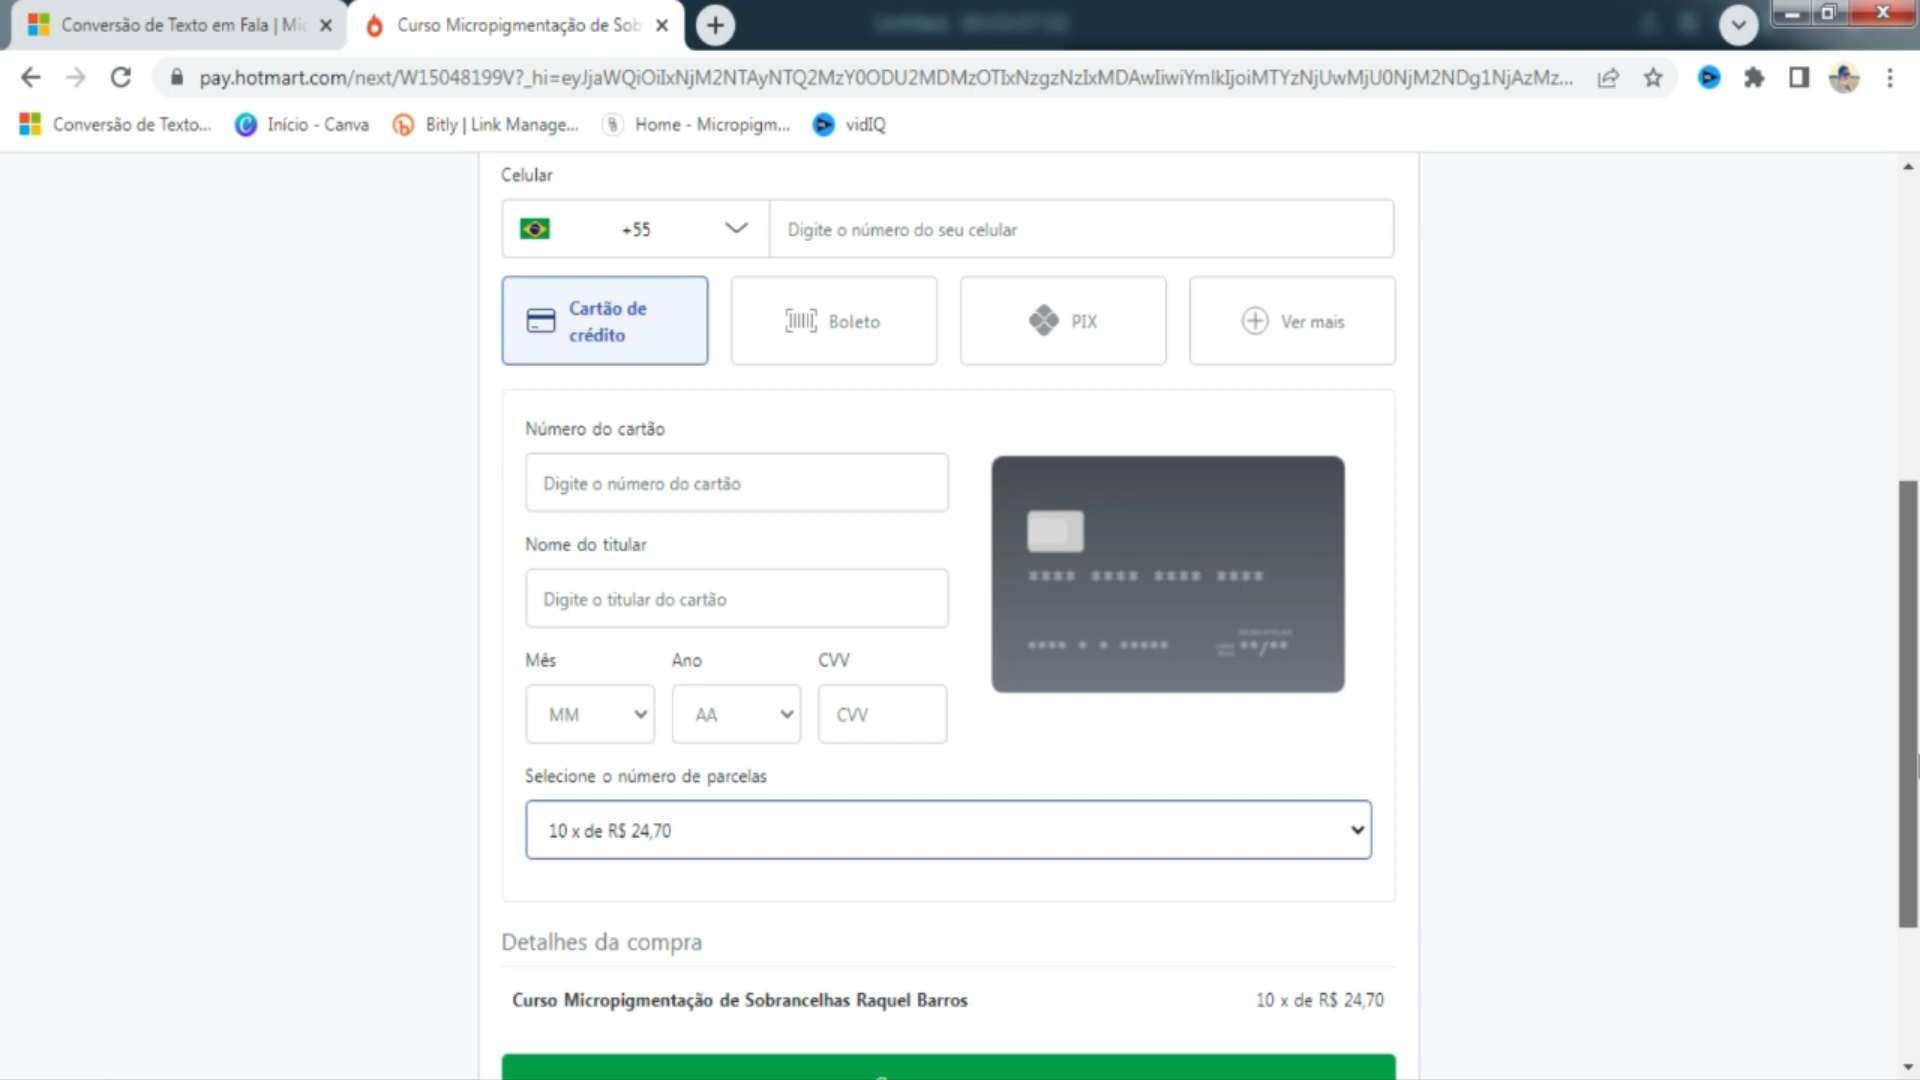 Conversão de Texto em Fala | Mic
Curso Micropigmentação de Sob
pay.hotmart.com/next/W15048199V?_hi=eyJjaWQiOiIxNjM2NTAyNTQ2MzY0ODU2MDMzOTIxNzgzNzIxMDAwIiwiYmlkIjoiMTYzNjUwMjU0NjM2NDg1NjAzMz...
Conversão de Texto...
Início - Canva
Bitly | Link Manage...
Home - Micropigm...
vidIQ
Celular
+55
Digite o número do seu celular
Cartão de
crédito
Boleto
PIX
Ver mais
Número do cartão
Digite o número do cartão
**** **** **** ****
Nome do titular
Digite o titular do cartão
**** * * *****
**/**
Mês
Ano
CVV
MM
AA
CVV
Selecione o número de parcelas
10 x de R$ 24,70
Detalhes da compra
Curso Micropigmentação de Sobrancelhas Raquel Barros
10 x de R$ 24,70